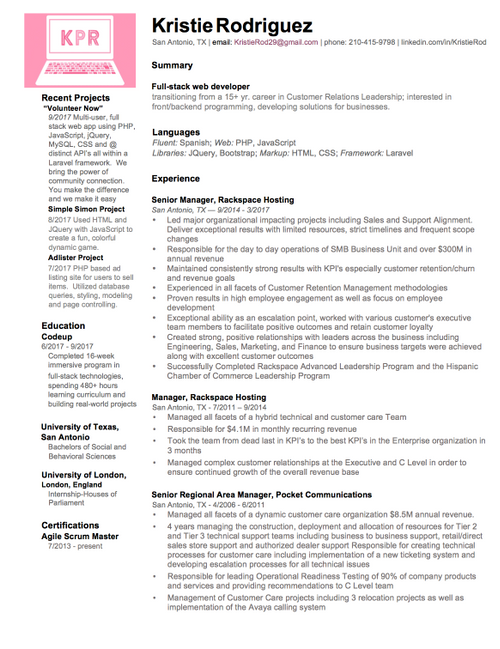 KPR
Kristie Rodriguez
San Antonio, TX | email: KristieRod29@gmail.com | phone: 210-415-9798 | linkedin.com/in/KristieRod
Summary
Full-stack web developer
transitioning from a 15+ yr. career in Customer Relations Leadership; interested in
front/backend programming, developing solutions for businesses.
Languages
Fluent: Spanish; Web: PHP, JavaScript
Libraries: JQuery, Bootstrap; Markup: HTML, CSS; Framework: Laravel
Experience
Senior Manager, Rackspace Hosting
San Antonio, TX — 9/2014 - 3/2017
• Led major organizational impacting projects including Sales and Support Alignment.
Deliver exceptional results with limited resources, strict timelines and frequent scope
changes
• Responsible for the day to day operations of SMB Business Unit and over $300M in
annual revenue
• Maintained consistently strong results with KPI's especially customer retention/churn
and revenue goals
• Experienced in all facets of Customer Retention Management methodologies
• Proven results in high employee engagement as well as focus on employee
development
• Exceptional ability as an escalation point, worked with various customer's executive
team members to facilitate positive outcomes and retain customer loyalty
• Created strong, positive relationships with leaders across the business including
Engineering, Sales, Marketing, and Finance to ensure business targets were achieved
along with excellent customer outcomes
• Successfully Completed Rackspace Advanced Leadership Program and the Hispanic
Chamber of Commerce Leadership Program
Manager, Rackspace Hosting
San Antonio, TX - 7/2011 – 9/2014
• Managed all facets of a hybrid technical and customer care Team
• Responsible for $4.1M in monthly recurring revenue
• Took the team from dead last in KPI's to the best KPI's in the Enterprise organization in
3 months
• Managed complex customer relationships at the Executive and C Level in order to
ensure continued growth of the overall revenue base
Senior Regional Area Manager, Pocket Communications
San Antonio, TX - 4/2006 - 6/2011
• Managed all facets of a dynamic customer care organization $8.5M annual revenue.
• 4 years managing the construction, deployment and allocation of resources for Tier 2
and Tier 3 technical support teams including business to business support, retail/direct
sales store support and authorized dealer support Responsible for creating technical
processes for customer care including implementation of a new ticketing system and
developing escalation processes for all technical issues
• Responsible for leading Operational Readiness Testing of 90% of company products
and services and providing recommendations to C Level team
• Management of Customer Care projects including 3 relocation projects as well as
implementation of the Avaya calling system
Recent Projects
“Volunteer Now”
9/2017 Multi-user, full
stack web app using PHP,
JavaScript, jQuery,
MySQL, CSS and @
distinct API's all within a
Laravel framework. We
bring the power of
community connection.
You make the difference
and we make it easy
Simple Simon Project
8/2017 Used HTML and
JQuery with JavaScript to
create a fun, colorful
dynamic game.
Adlister Project
7/2017 PHP based ad
listing site for users to sell
items. Utilized database
queries, styling, modeling
and page controlling.
Education
Codeup
6/2017 - 9/2017
Completed 16-week
immersive program in
full-stack technologies,
spending 480+ hours
learning curriculum and
building real-world projects
University of Texas,
San Antonio
Bachelors of Social and
Behavioral Sciences
University of London,
London, England
Internship-Houses of
Parliament
Certifications
Agile Scrum Master
7/2013 - present